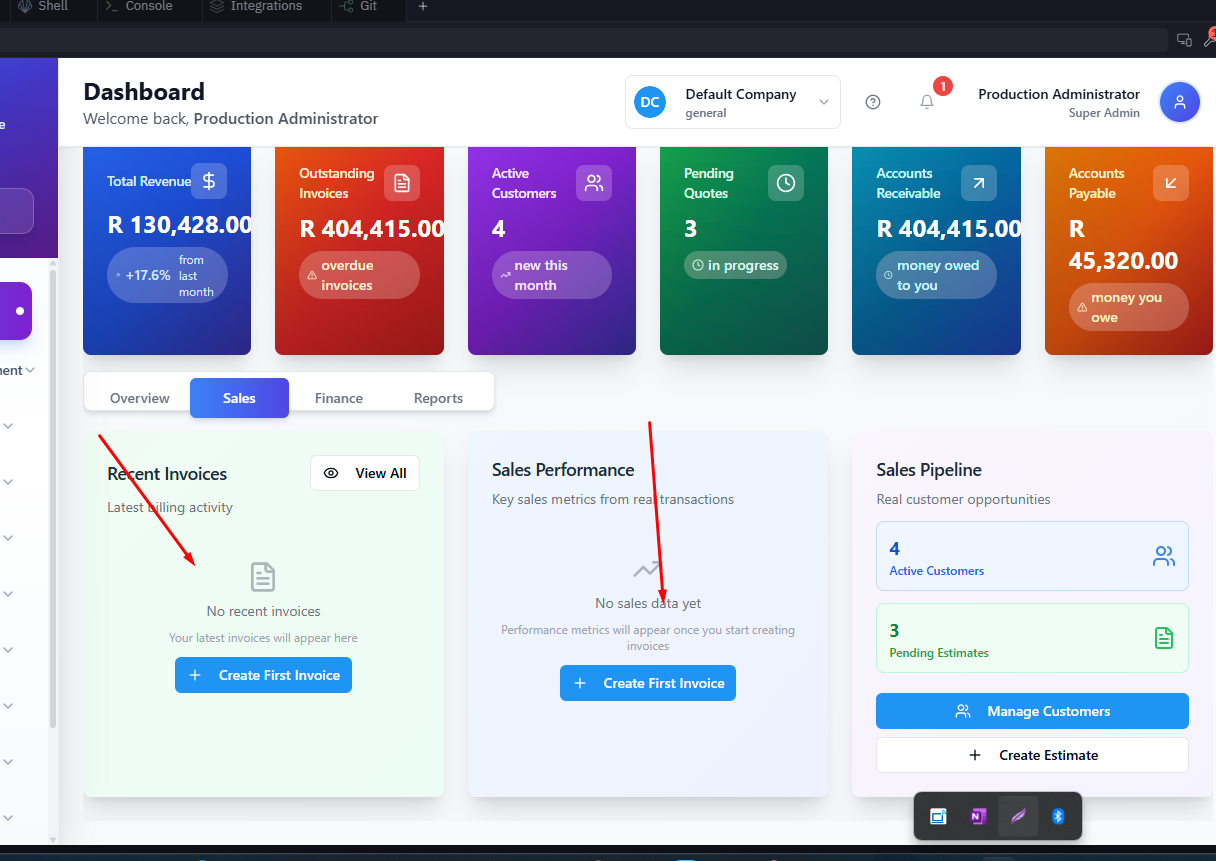 Shell
Console
Integrations
Git
Dashboard
Welcome back, Production Administrator
DC
Default Company
general
1
Production Administrator
Super Admin
e
Total Revenue
R 130,428.00
+17.6%
from
last
month
Outstanding
Invoices
R 404,415.00
overdue
invoices
Active
Customers
4
new this
month
Pending
Quotes
3
in progress
Accounts
Receivable
R 404,415.00
money owed
to you
Accounts
Payable
R
45,320.00
money you
owe
ment
Overview
Sales
Finance
Reports
Recent Invoices
View All
Latest billing activity
No recent invoices
Your latest invoices will appear here
Create First Invoice
Sales Performance
Key sales metrics from real transactions
No sales data yet
Performance metrics will appear once you start creating
invoices
Create First Invoice
Sales Pipeline
Real customer opportunities
4
Active Customers
3
Pending Estimates
Manage Customers
Create Estimate